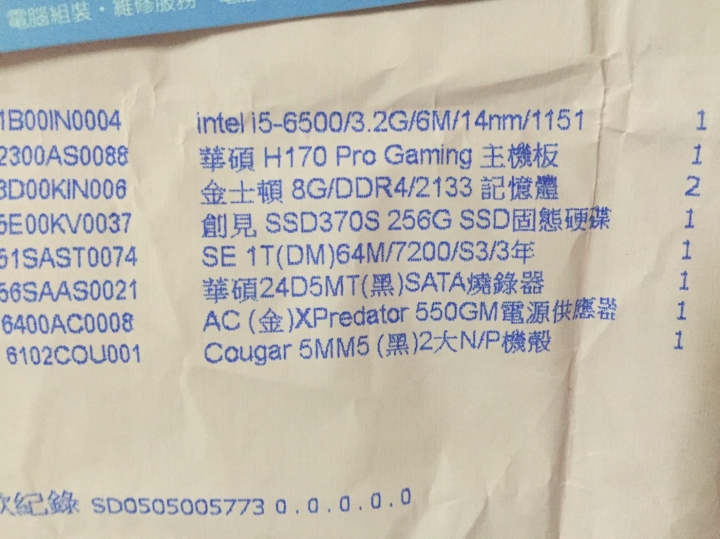 電腦組裝・維修服務・電腦
1B00IN0004 intel i5-6500/3.2G/6M/14nm/1151 1
2300AS0088 華碩 H170 Pro Gaming 主機板 1
3D00KIN006 金士頓 8G/DDR4/2133 記憶體 2
5E00KV0037 創見 SSD370S 256G SSD固態硬碟 1
51SAST0074 SE 1T(DM)64M/7200/S3/3年 1
56SAAS0021 華碩24D5MT(黑)SATA燒錄器 1
6400AC0008 AC (金)XPredator 550GM電源供應器 1
6102COU001 Cougar 5MM5 (黑)2大N/P機殼 1
紀錄 SD0505005773 0.0.0.0.0